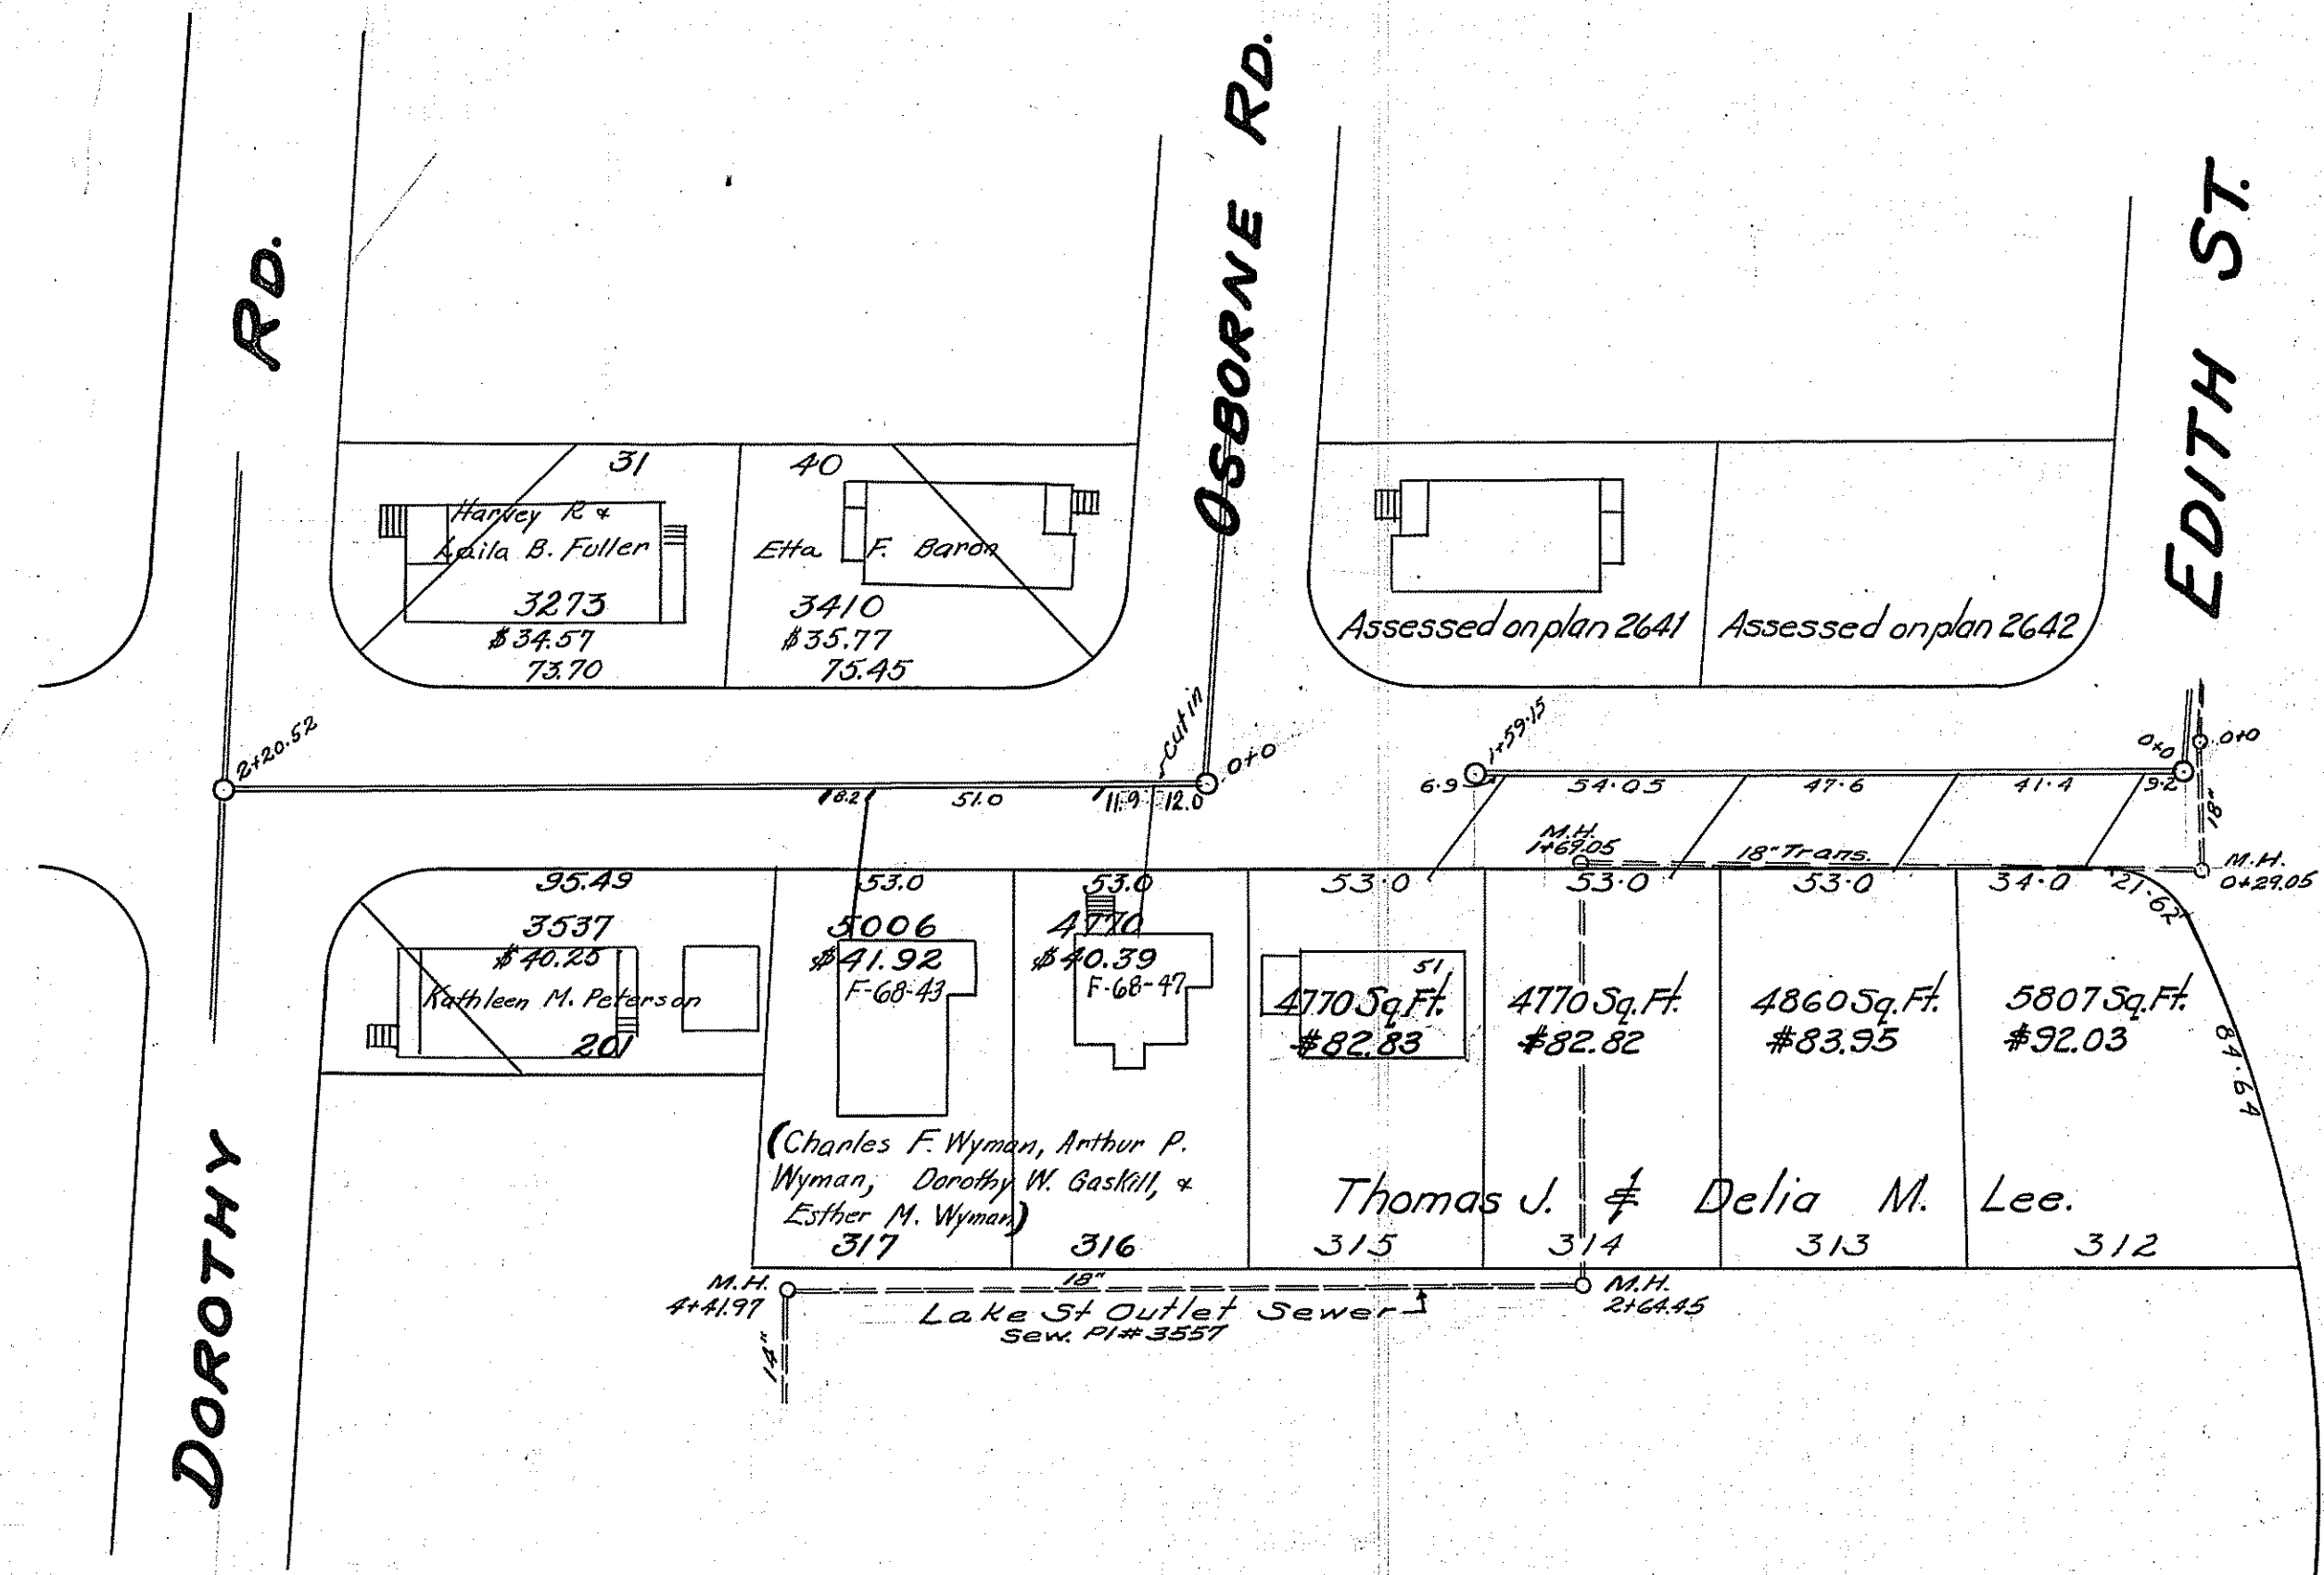 DOROTHY RD.
OSBORNE RD.
EDITH ST.
31
Harvey R &
Laila B. Fuller
3273
$34.57
73.70
40
Etta F. Baron
3410
$35.77
75.45
Assessed on plan 2641
Assessed on plan 2642
2+20.52
8.2
51.0
11.9
12.0
cut in
0+0
1+59.15
6.9
54.05
47.6
41.4
9.2
0+0
0+0
18"
M.H.
1+69.05
18" Trans.
M.H.
0+29.05
95.49
3537
$40.25
Kathleen M. Peterson
201
53.0
5006
$41.92
F-68-43
53.0
4770
$40.39
F-68-47
(Charles F. Wyman, Arthur P.
Wyman, Dorothy W. Gaskill, &
Esther M. Wyman)
317
316
53.0
51
4770 Sq.Ft.
$82.83
53.0
4770 Sq.Ft.
$82.82
53.0
4860 Sq.Ft.
$83.95
34.0
21.62
5807 Sq.Ft.
$92.03
84.64
Thomas J. & Delia M. Lee.
315
314
313
312
M.H.
4+41.97
18"
M.H.
2+64.45
Lake St Outlet Sewer
Sew. Pl# 3557
14"